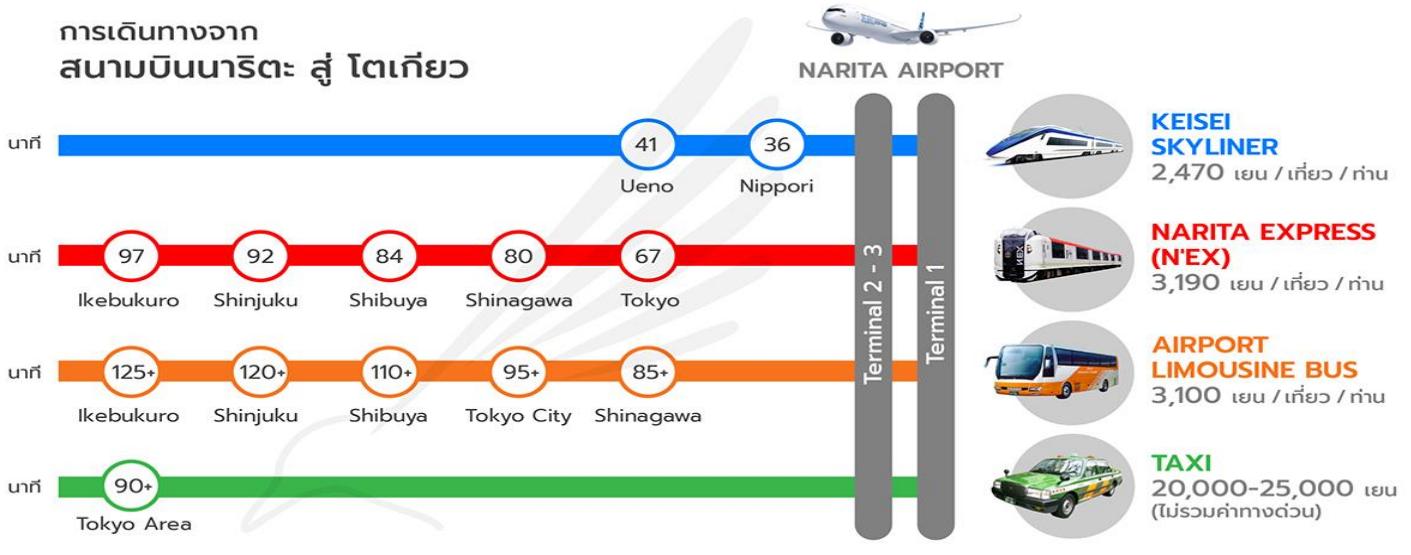 การเดินทางจาก
สนามบินนาริตะ สู่ โตเกียว
NARITA AIRPORT
Terminal 2 - 3
Terminal 1
นาที
41
36
Ueno
Nippori
KEISEI
SKYLINER
2,470 เยน / เที่ยว / ท่าน
นาที
97
92
84
80
67
Ikebukuro
Shinjuku
Shibuya
Shinagawa
Tokyo
NEX
NARITA EXPRESS
(N'EX)
3,190 เยน / เที่ยว / ท่าน
นาที
125+
120+
110+
95+
85+
Ikebukuro
Shinjuku
Shibuya
Tokyo City
Shinagawa
AIRPORT
LIMOUSINE BUS
3,100 เยน / เที่ยว / ท่าน
นาที
90+
Tokyo Area
TAXI
20,000-25,000 เยน
(ไม่รวมค่าทางด่วน)